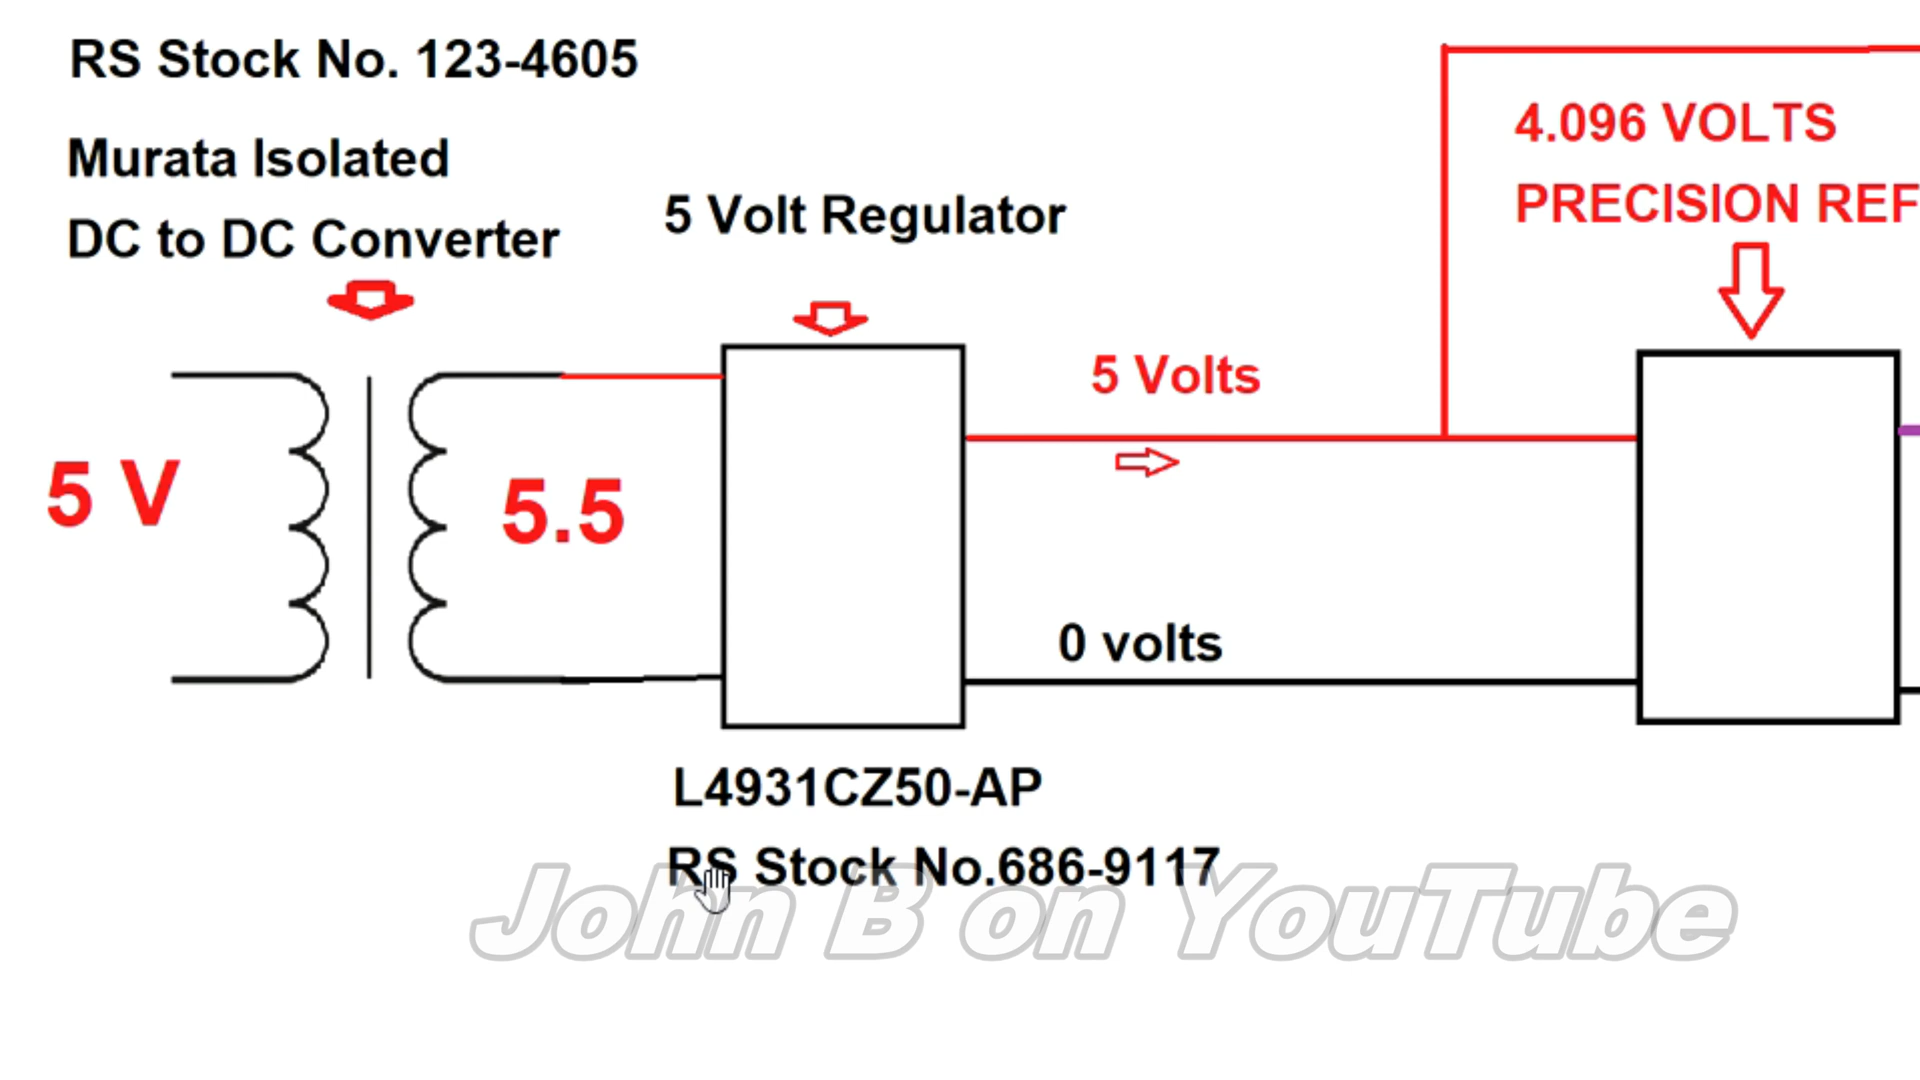 RS Stock No. 123-4605
Murata Isolated
DC to DC Converter
5 Volt Regulator
4.096 VOLTS
PRECISION REF
5 V
5.5
5 Volts
0 volts
L4931CZ50-AP
RS Stock No.686-9117
John B on YouTube